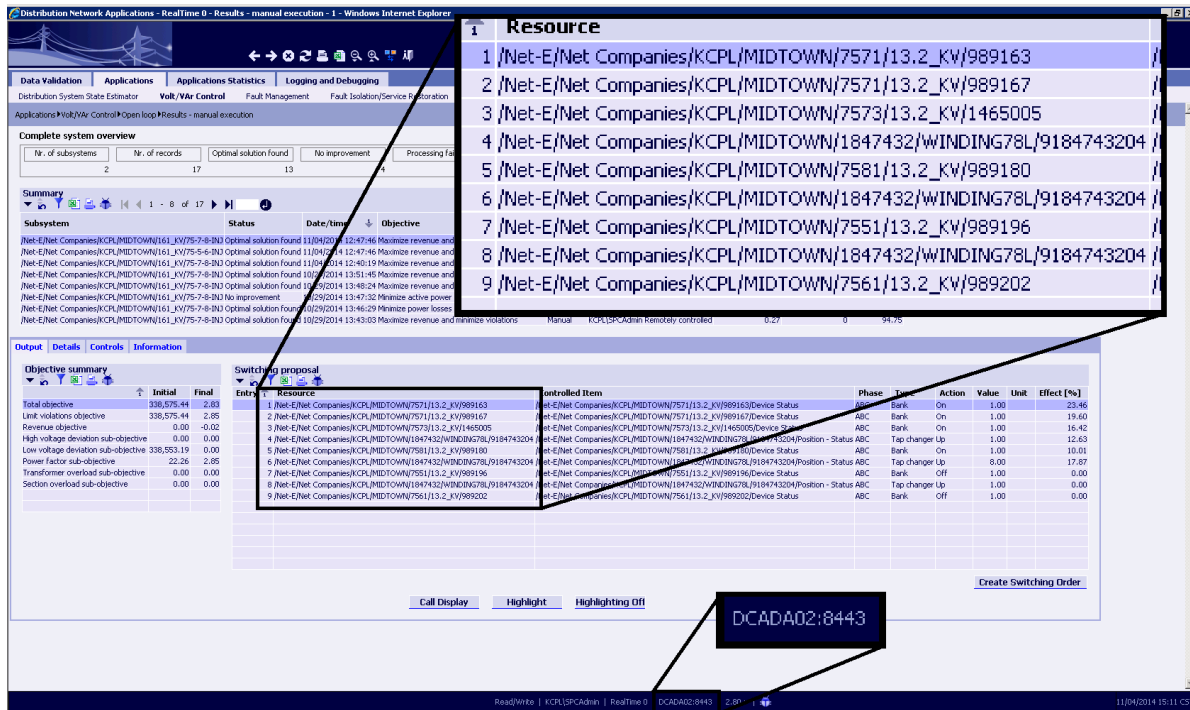 Distribution Network Applications - RealTime 0 - Results - manual execution - 1 - Windows Internet Explorer
Data Validation Applications Applications Statistics Logging and Debugging
Distribution System State Estimator Volt/VAr Control Fault Management Fault Isolation/Service Restoration
Applications Volt/VAr Control Open loop Results - manual execution
Complete system overview
Nr. of subsystems Nr. of records Optimal solution found No improvement Processing fai
2 17 13 4
Summary
1 - 8 of 17
Subsystem Status Date/time Objective
/Net-E/Net Companies/KCPL/MIDTOWN/161_KV/75-7-8-INJ Optimal solution found 11/04/2014 12:47:46 Maximize revenue and
/Net-E/Net Companies/KCPL/MIDTOWN/161_KV/75-5-6-INJ Optimal solution found 11/04/2014 12:47:46 Maximize revenue and
/Net-E/Net Companies/KCPL/MIDTOWN/161_KV/75-7-8-INJ Optimal solution found 11/04/2014 12:40:19 Maximize revenue and
/Net-E/Net Companies/KCPL/MIDTOWN/161_KV/75-7-8-INJ Optimal solution found 10/29/2014 13:51:45 Maximize revenue and
/Net-E/Net Companies/KCPL/MIDTOWN/161_KV/75-7-8-INJ Optimal solution found 10/29/2014 13:48:24 Maximize revenue and
/Net-E/Net Companies/KCPL/MIDTOWN/161_KV/75-7-8-INJ No improvement 10/29/2014 13:47:32 Minimize active power
/Net-E/Net Companies/KCPL/MIDTOWN/161_KV/75-7-8-INJ Optimal solution found 10/29/2014 13:46:29 Minimize power losses
/Net-E/Net Companies/KCPL/MIDTOWN/161_KV/75-7-8-INJ Optimal solution found 10/29/2014 13:43:03 Maximize revenue and minimize violations Manual KCPL\SPCAdmin Remotely controlled 0.27 0 94.75
1 Resource
1 /Net-E/Net Companies/KCPL/MIDTOWN/7571/13.2_KV/989163
2 /Net-E/Net Companies/KCPL/MIDTOWN/7571/13.2_KV/989167
3 /Net-E/Net Companies/KCPL/MIDTOWN/7573/13.2_KV/1465005
4 /Net-E/Net Companies/KCPL/MIDTOWN/1847432/WINDING78L/9184743204
5 /Net-E/Net Companies/KCPL/MIDTOWN/7581/13.2_KV/989180
6 /Net-E/Net Companies/KCPL/MIDTOWN/1847432/WINDING78L/9184743204
7 /Net-E/Net Companies/KCPL/MIDTOWN/7551/13.2_KV/989196
8 /Net-E/Net Companies/KCPL/MIDTOWN/1847432/WINDING78L/9184743204
9 /Net-E/Net Companies/KCPL/MIDTOWN/7561/13.2_KV/989202
Output Details Controls Information
Objective summary
Initial Final
Total objective 338,575.44 2.83
Limit violations objective 338,575.44 2.85
Revenue objective 0.00 -0.02
High voltage deviation sub-objective 0.00 0.00
Low voltage deviation sub-objective 338,553.19 0.00
Power factor sub-objective 22.26 2.85
Transformer overload sub-objective 0.00 0.00
Section overload sub-objective 0.00 0.00
Switching proposal
Entry Resource Controlled Item Phase Type Action Value Unit Effect [%]
1 /Net-E/Net Companies/KCPL/MIDTOWN/7571/13.2_KV/989163 /Net-E/Net Companies/KCPL/MIDTOWN/7571/13.2_KV/989163/Device Status ABC Bank On 1.00 23.46
2 /Net-E/Net Companies/KCPL/MIDTOWN/7571/13.2_KV/989167 /Net-E/Net Companies/KCPL/MIDTOWN/7571/13.2_KV/989167/Device Status ABC Bank On 1.00 19.60
3 /Net-E/Net Companies/KCPL/MIDTOWN/7573/13.2_KV/1465005 /Net-E/Net Companies/KCPL/MIDTOWN/7573/13.2_KV/1465005/Device Status ABC Bank On 1.00 16.42
4 /Net-E/Net Companies/KCPL/MIDTOWN/1847432/WINDING78L/9184743204 /Net-E/Net Companies/KCPL/MIDTOWN/1847432/WINDING78L/9184743204/Position - Status ABC Tap changer Up 1.00 12.63
5 /Net-E/Net Companies/KCPL/MIDTOWN/7581/13.2_KV/989180 /Net-E/Net Companies/KCPL/MIDTOWN/7581/13.2_KV/989180/Device Status ABC Bank On 1.00 10.01
6 /Net-E/Net Companies/KCPL/MIDTOWN/1847432/WINDING78L/9184743204 /Net-E/Net Companies/KCPL/MIDTOWN/1847432/WINDING78L/9184743204/Position - Status ABC Tap changer Up 8.00 17.87
7 /Net-E/Net Companies/KCPL/MIDTOWN/7551/13.2_KV/989196 /Net-E/Net Companies/KCPL/MIDTOWN/7551/13.2_KV/989196/Device Status ABC Bank Off 1.00 0.00
8 /Net-E/Net Companies/KCPL/MIDTOWN/1847432/WINDING78L/9184743204 /Net-E/Net Companies/KCPL/MIDTOWN/1847432/WINDING78L/9184743204/Position - Status ABC Tap changer Up 1.00 0.00
9 /Net-E/Net Companies/KCPL/MIDTOWN/7561/13.2_KV/989202 /Net-E/Net Companies/KCPL/MIDTOWN/7561/13.2_KV/989202/Device Status ABC Bank Off 1.00 0.00
Create Switching Order
Call Display Highlight Highlighting Off
DCADA02:8443
Read/Write | KCPL\SPCAdmin | RealTime 0 | DCADA02:8443 2.80
11/04/2014 15:11 CS